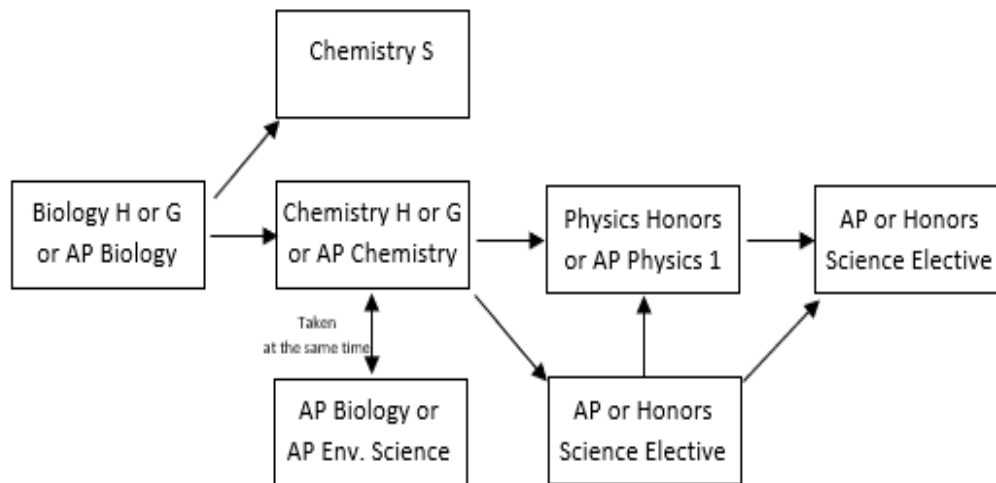 Chemistry S
Biology H or G
or AP Biology
Chemistry H or G
or AP Chemistry
Physics Honors
or AP Physics 1
AP or Honors
Science Elective
Taken
at the same time
AP Biology or
AP Env. Science
AP or Honors
Science Elective